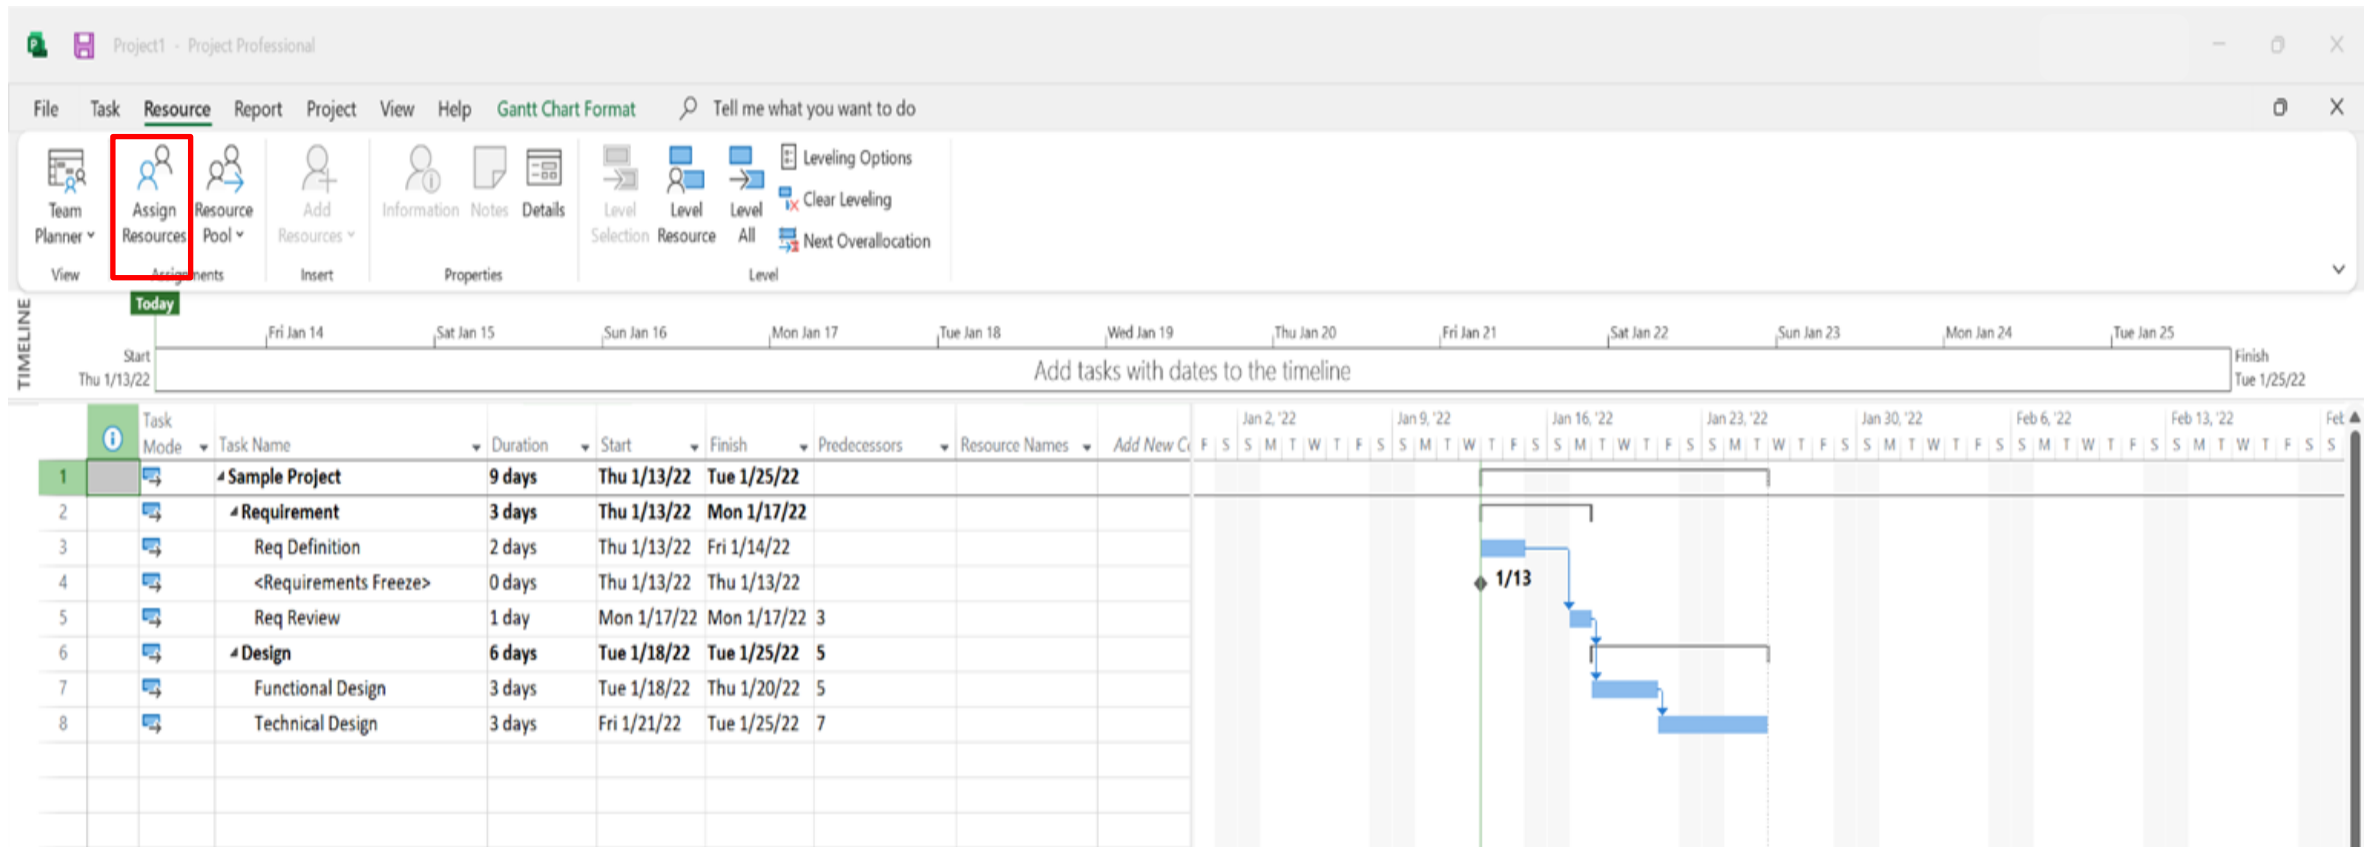 Project1 - Project Professional
File Task Resource Report Project View Help Gantt Chart Format Tell me what you want to do
Team Planner
Assign Resources
Resource Pool
Add Resources
Information
Notes
Details
Level Selection
Level Resource
Level All
Leveling Options
Clear Leveling
Next Overallocation
View
Assignments
Insert
Properties
Level
TIMELINE
Today
Fri Jan 14 Sat Jan 15 Sun Jan 16 Mon Jan 17 Tue Jan 18 Wed Jan 19 Thu Jan 20 Fri Jan 21 Sat Jan 22 Sun Jan 23 Mon Jan 24 Tue Jan 25
Start
Thu 1/13/22
Add tasks with dates to the timeline
Finish
Tue 1/25/22
Task Mode Task Name Duration Start Finish Predecessors Resource Names Add New C
Jan 2, '22 Jan 9, '22 Jan 16, '22 Jan 23, '22 Jan 30, '22 Feb 6, '22 Feb 13, '22 Feb
F S S M T W T F S S M T W T F S S M T W T F S S M T W T F S S M T W T F S S M T W T F S S M T W T F S S
1 Sample Project 9 days Thu 1/13/22 Tue 1/25/22
2 Requirement 3 days Thu 1/13/22 Mon 1/17/22
3 Req Definition 2 days Thu 1/13/22 Fri 1/14/22
4 <Requirements Freeze> 0 days Thu 1/13/22 Thu 1/13/22 1/13
5 Req Review 1 day Mon 1/17/22 Mon 1/17/22 3
6 Design 6 days Tue 1/18/22 Tue 1/25/22 5
7 Functional Design 3 days Tue 1/18/22 Thu 1/20/22 5
8 Technical Design 3 days Fri 1/21/22 Tue 1/25/22 7